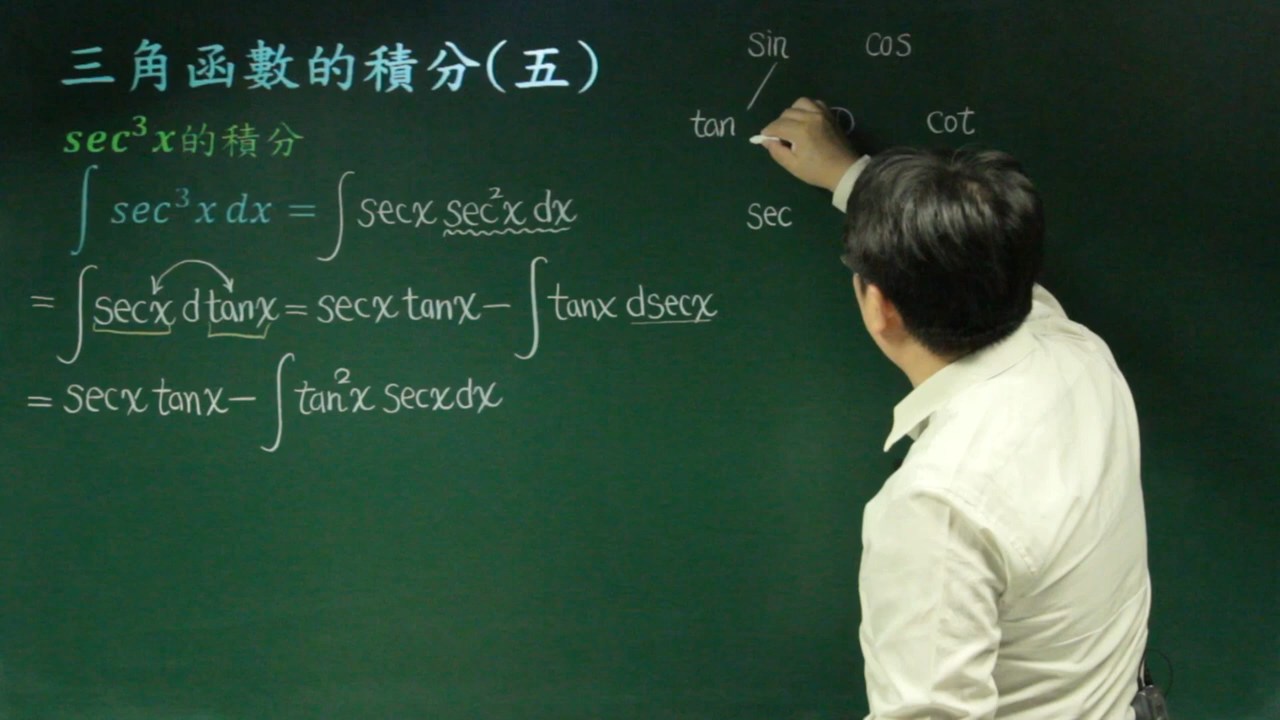 三角函數的積分(五)
sec³x的積分
∫ sec³x dx = ∫ secx sec²x dx
= ∫ secx dtanx = secx tanx - ∫ tanx dsecx
= secx tanx - ∫ tan²x secx dx
sin cos
tan cot
sec